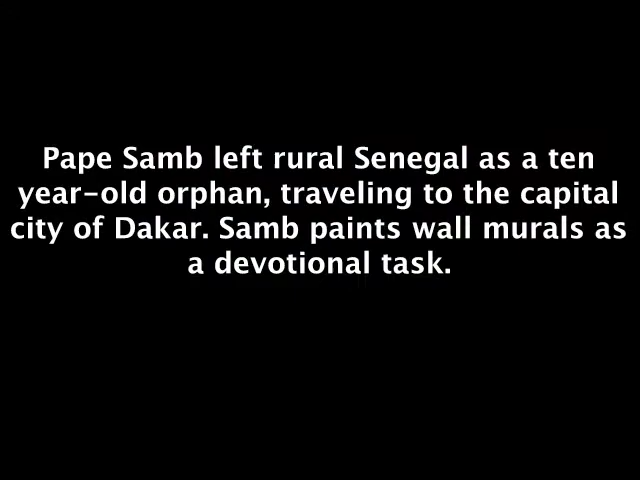 Pape Samb left rural Senegal as a ten
year-old orphan, traveling to the capital
city of Dakar. Samb paints wall murals as
a devotional task.